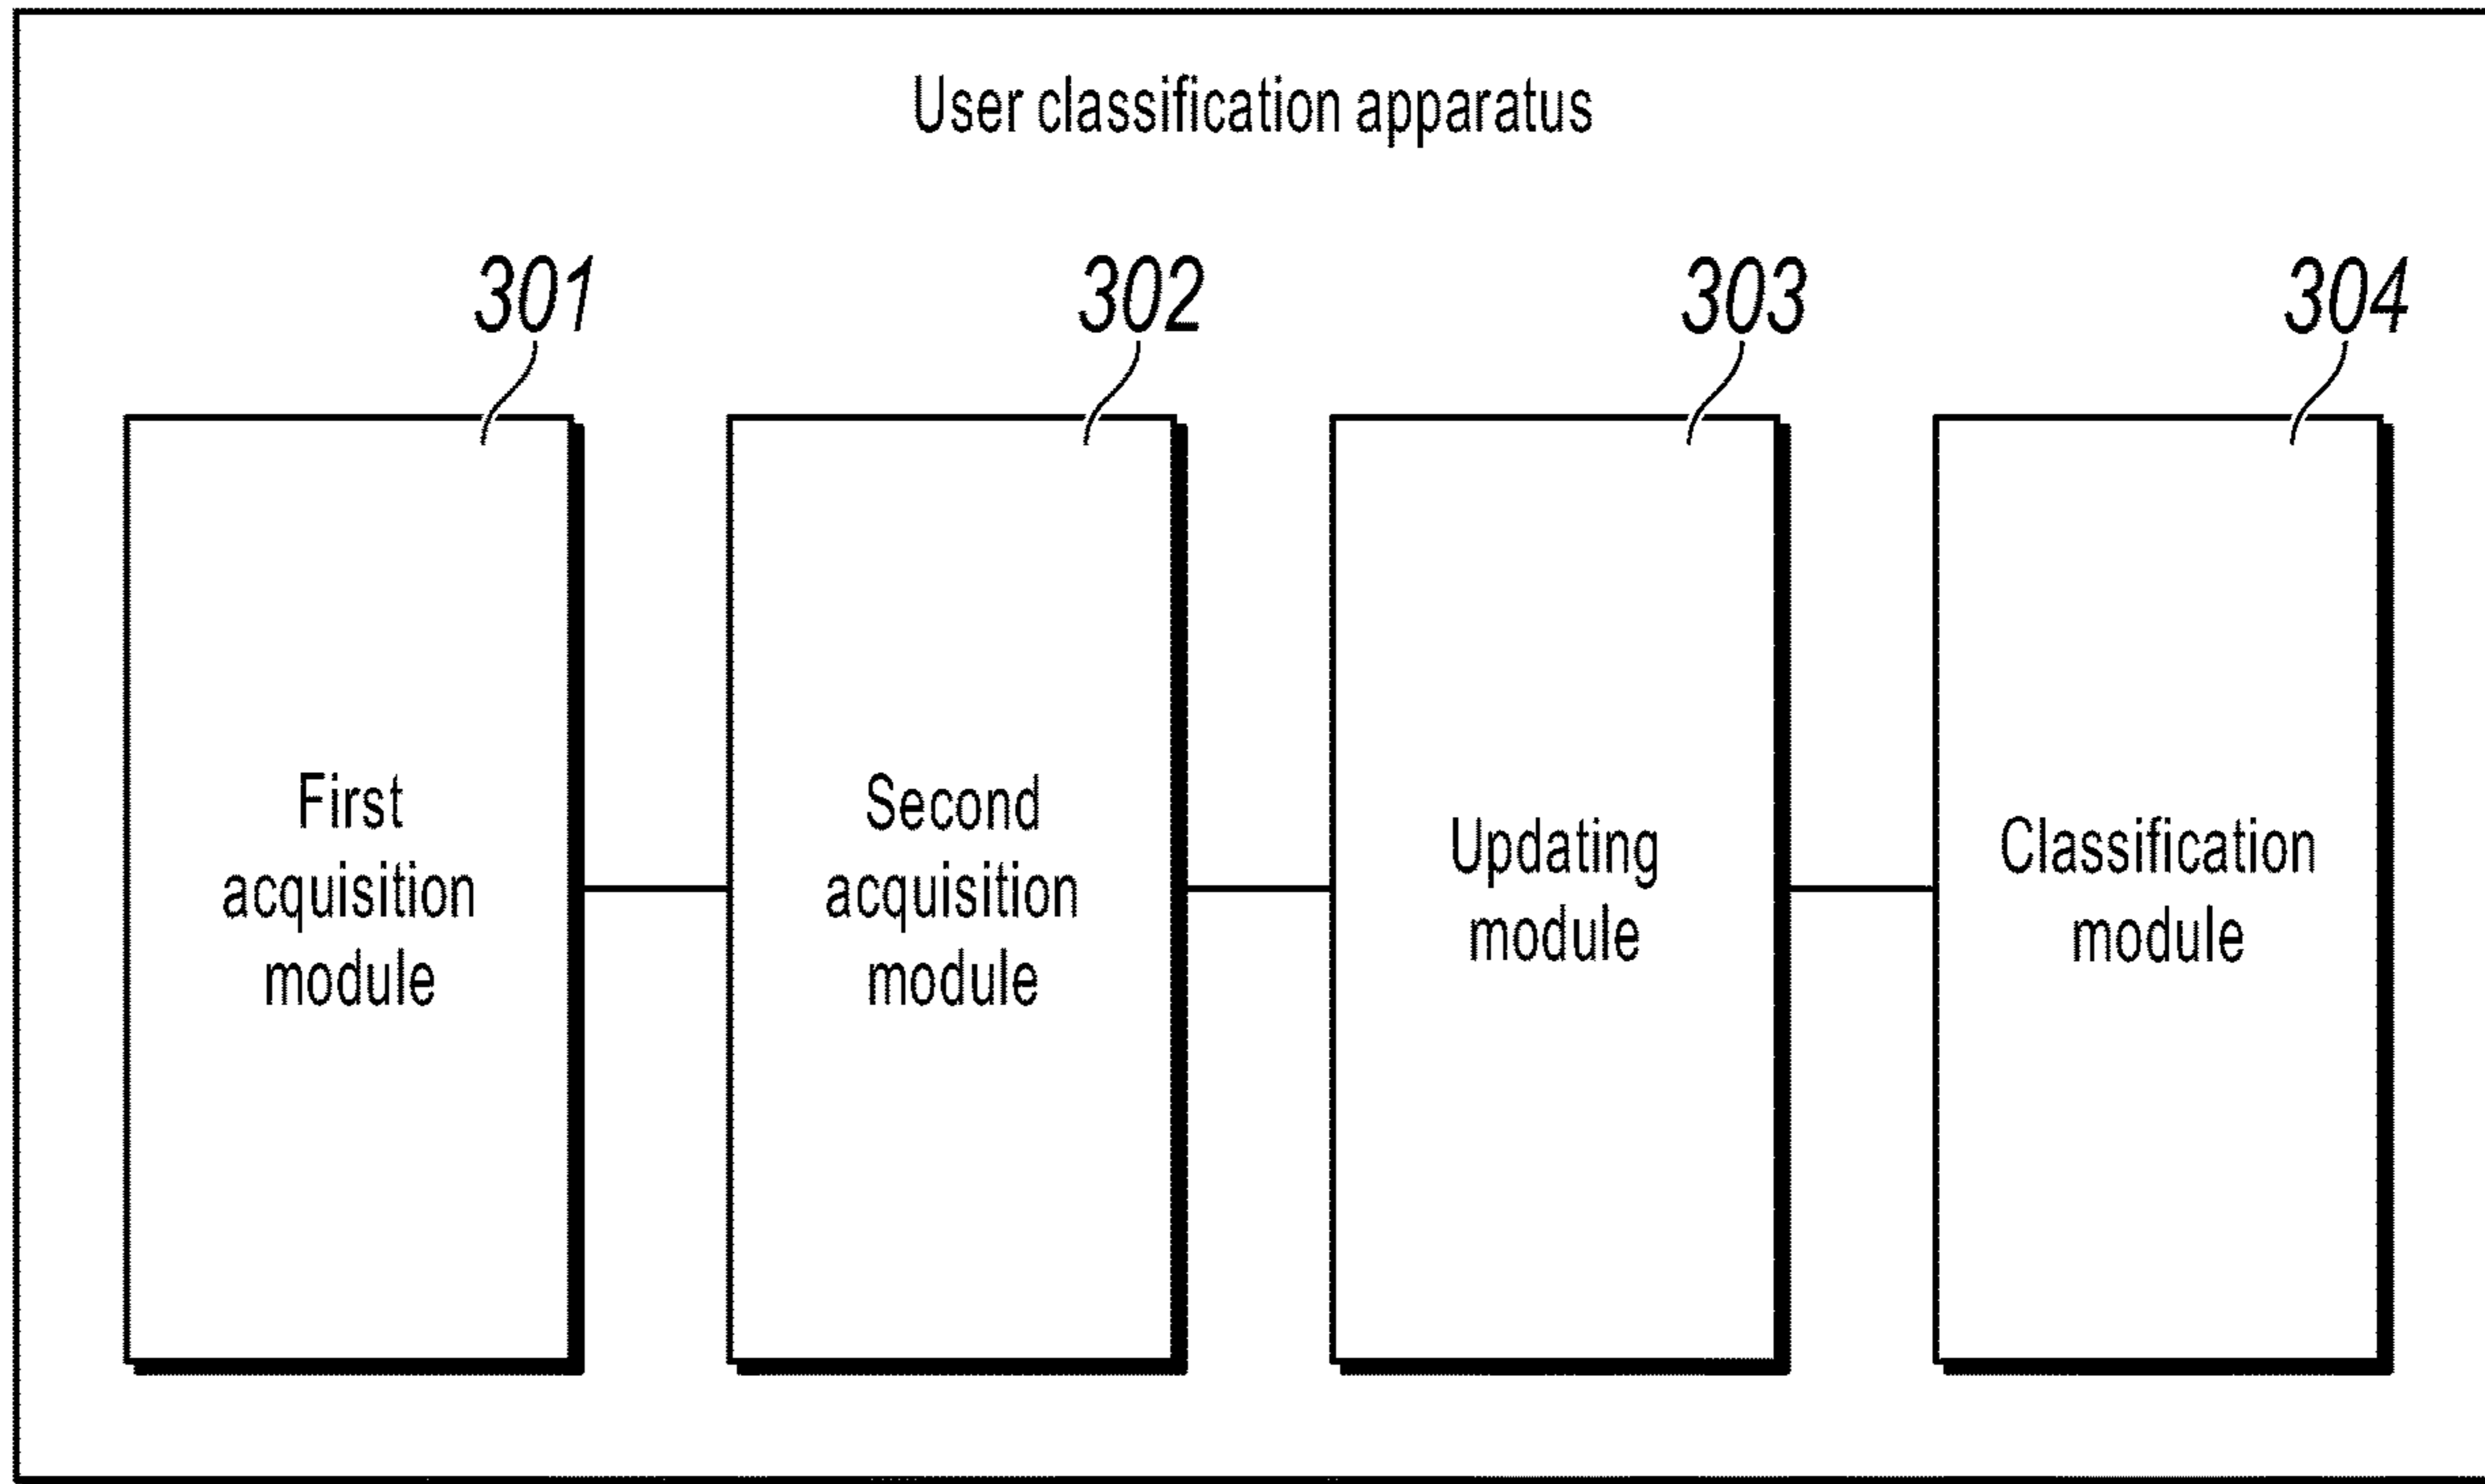 User classification apparatus
301
302
303
304
First
acquisition
module
Second
acquisition
module
Updating
module
Classification
module